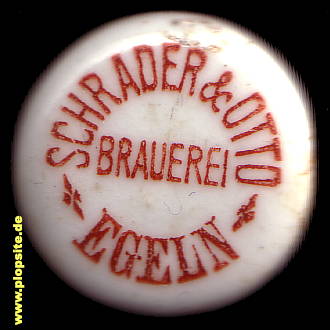 SCHRADER & OTTO
BRAUEREI
EGELN
www.plopsite.de